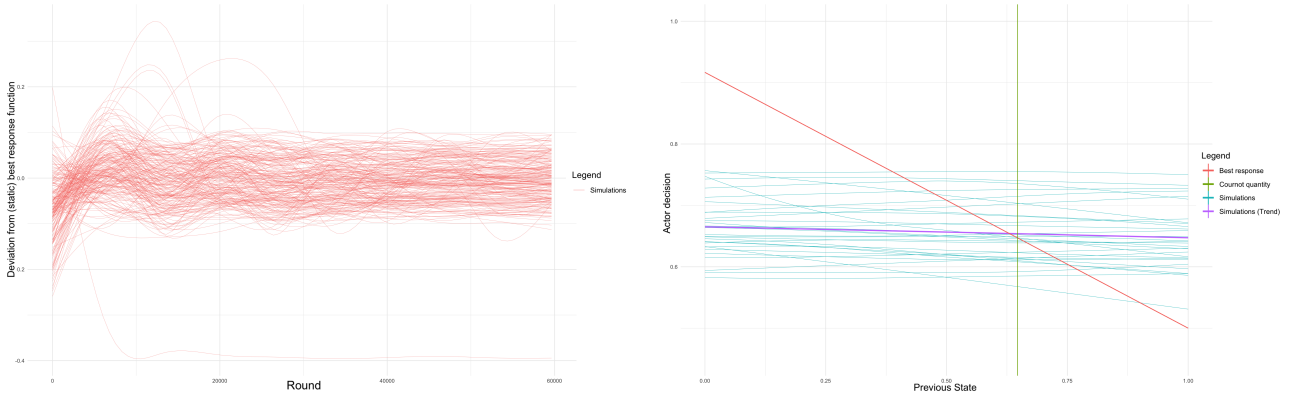 Deviaion from (static) best response function
0.2
0.0
0.2
-0.4
0
20000
40000
60000
Round
Legend
Simulations
Actor decision
1.0
0.8
0.6
0.00
0.25
0.50
0.75
1.00
Previous State
Legend
Best response
Cournot quantity
Simulations
Simulations (Trend)